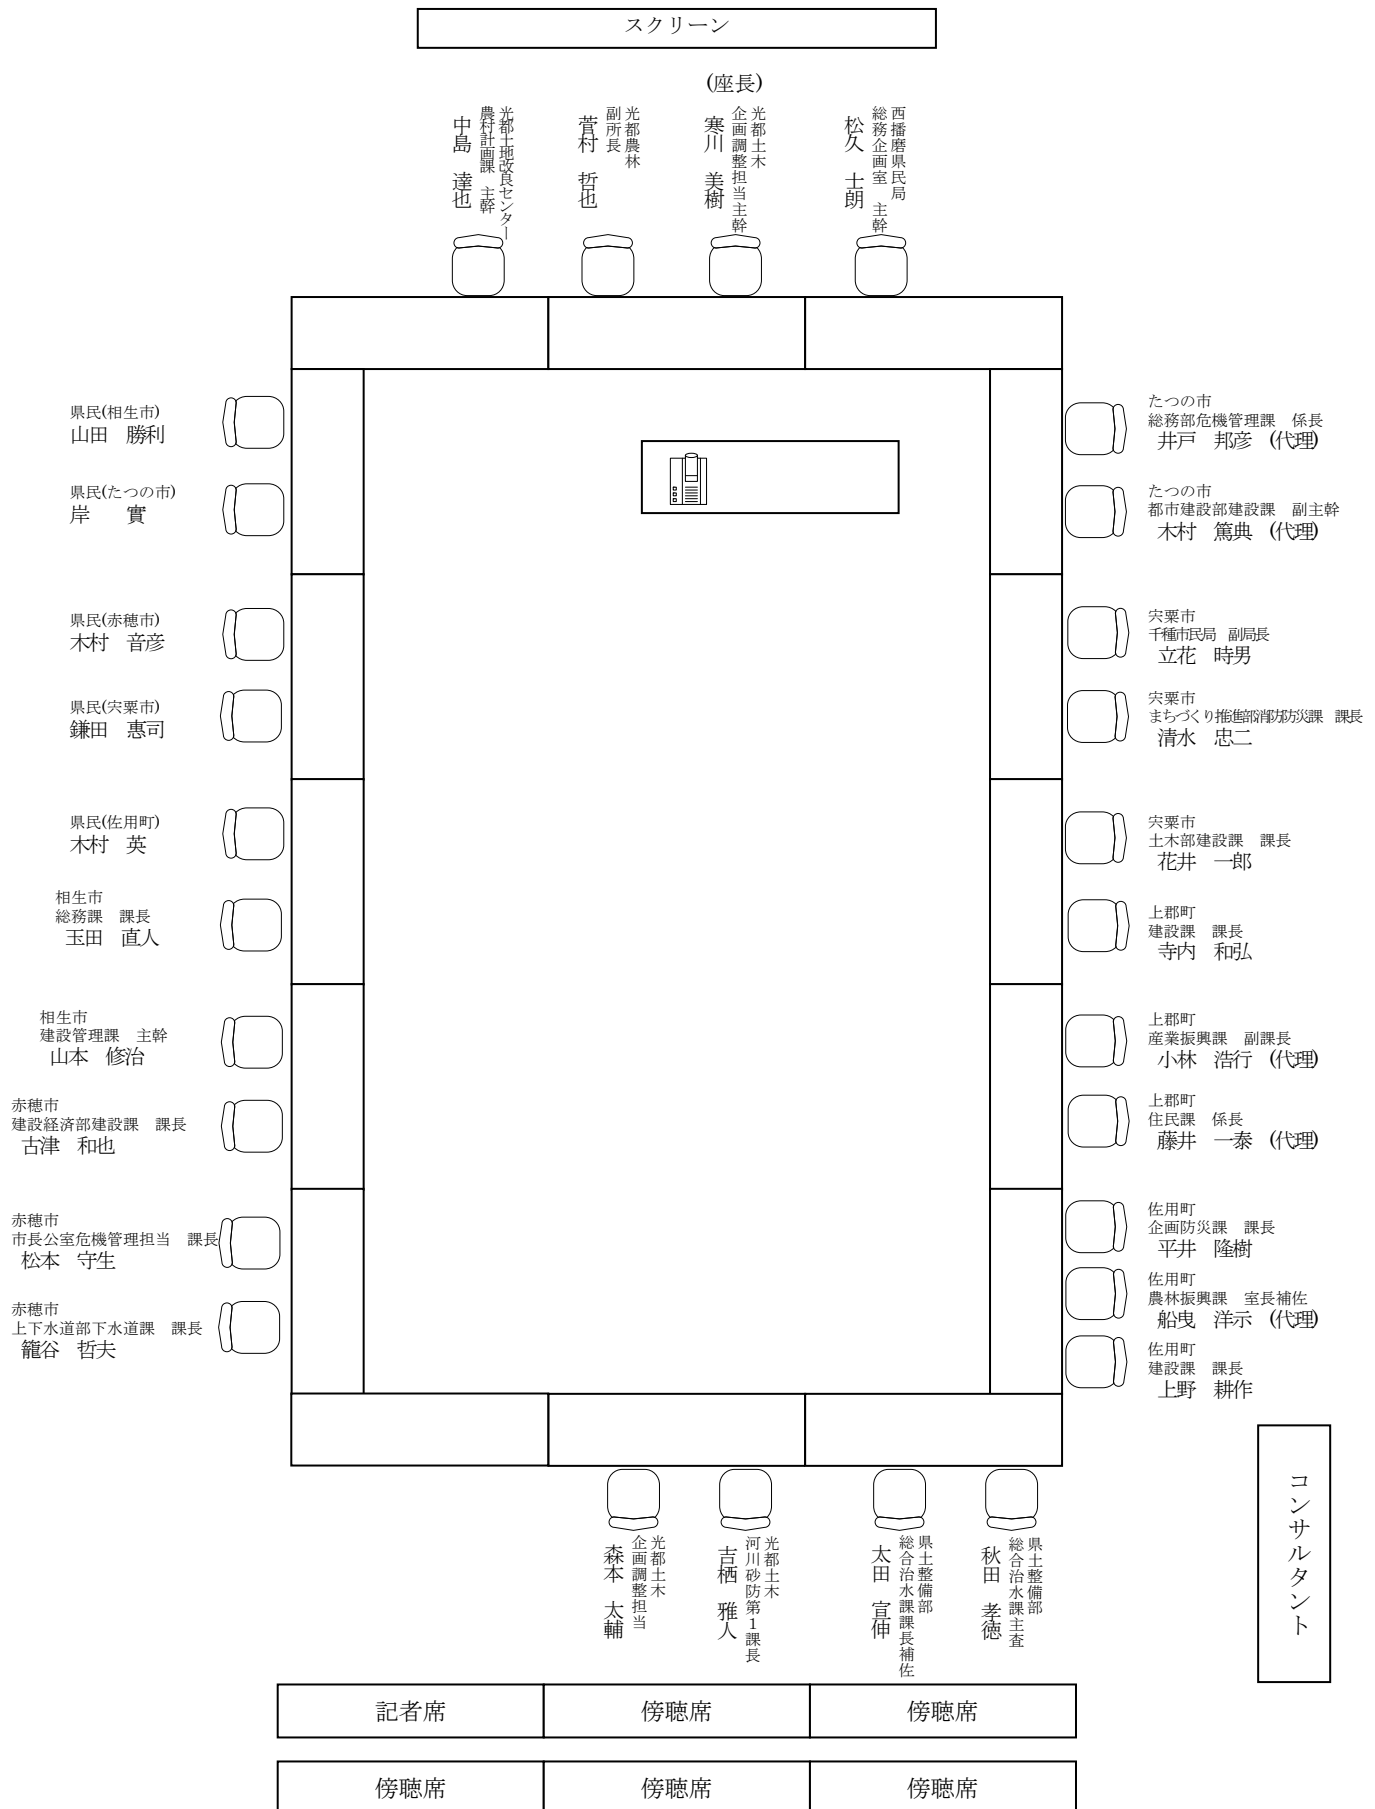 スクリーン
(座長)
光都土地改良センター
農村計画課　主幹
中島　達也
光都農林
副所長
菅村　哲也
光都土木
企画調整担当主幹
寒川　美樹
西播磨県民局
総務企画室　主幹
松久　士朗
県民(相生市)
山田　勝利
県民(たつの市)
岸　　實
県民(赤穂市)
木村　音彦
県民(宍粟市)
鎌田　惠司
県民(佐用町)
木村　英
相生市
総務課　課長
玉田　直人
相生市
建設管理課　主幹
山本　修治
赤穂市
建設経済部建設課　課長
古津　和也
赤穂市
市長公室危機管理担当　課長
松本　守生
赤穂市
上下水道部下水道課　課長
籠谷　哲夫
たつの市
総務部危機管理課　係長
井戸　邦彦　(代理)
たつの市
都市建設部建設課　副主幹
木村　篤典　(代理)
宍粟市
千種市民局　副局長
立花　時男
宍粟市
まちづくり推進部消防防災課　課長
清水　忠二
宍粟市
土木部建設課　課長
花井　一郎
上郡町
建設課　課長
寺内　和弘
上郡町
産業振興課　副課長
小林　浩行　(代理)
上郡町
住民課　係長
藤井　一泰　(代理)
佐用町
企画防災課　課長
平井　隆樹
佐用町
農林振興課　室長補佐
船曳　洋示　(代理)
佐用町
建設課　課長
上野　耕作
光都土木
企画調整担当
森本　太輔
光都土木
河川砂防第１課長
吉栖　雅人
県土整備部
総合治水課課長補佐
太田　宣伸
県土整備部
総合治水課主査
秋田　孝徳
コンサルタント
記者席　傍聴席　傍聴席
傍聴席　傍聴席　傍聴席